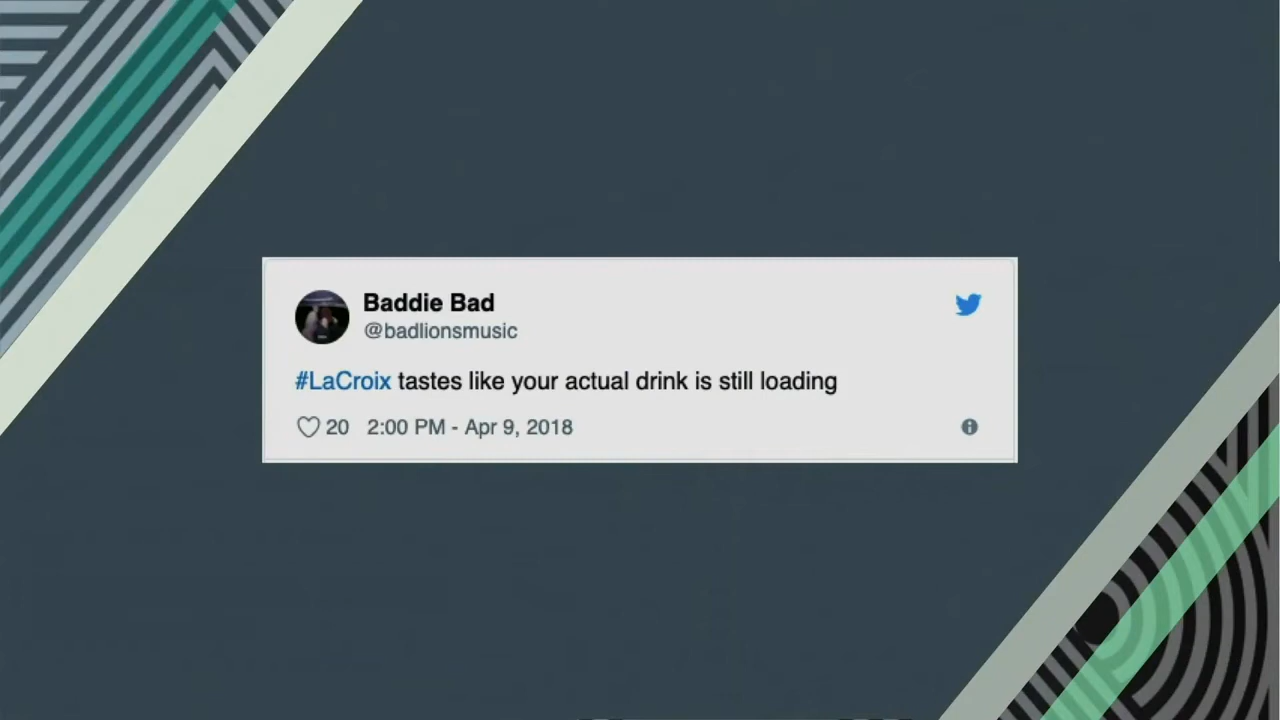 Baddie Bad
@badlionsmusic
#LaCroix tastes like your actual drink is still loading
20 2:00 PM - Apr 9, 2018